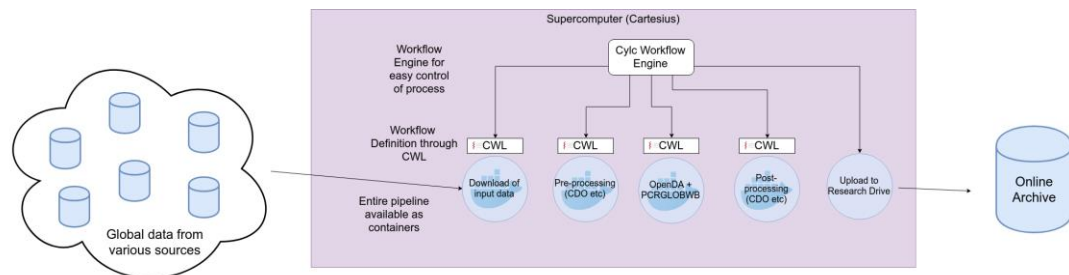 Supercomputer (Cartesius)
Workflow
Engine for
easy control
of process
Cylc Workflow
Engine
Workflow
Definition through
CWL
CWL
CWL
CWL
CWL
Entire pipeline
available as
containers
Download of
input data
Pre-processing
(CDO etc)
OpenDA +
PCRGLOBWB
Post-
processing
(CDO etc)
Upload to
Research Drive
Global data from
various sources
Online
Archive